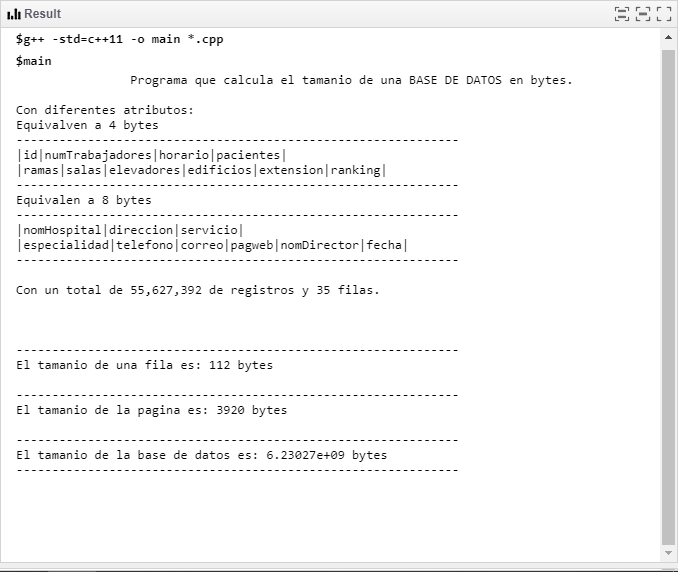 Result
$g++ -std=c++11 -o main *.cpp
$main
Programa que calcula el tamanio de una BASE DE DATOS en bytes.
Con diferentes atributos:
Equivalven a 4 bytes
--------------------------------------------------------------
|id|numTrabajadores|horario|pacientes|
|ramas|salas|elevadores|edificios|extension|ranking|
--------------------------------------------------------------
Equivalen a 8 bytes
--------------------------------------------------------------
|nomHospital|direccion|servicio|
|especialidad|telefono|correo|pagweb|nomDirector|fecha|
--------------------------------------------------------------
Con un total de 55,627,392 de registros y 35 filas.
--------------------------------------------------------------
El tamanio de una fila es: 112 bytes
--------------------------------------------------------------
El tamanio de la pagina es: 3920 bytes
--------------------------------------------------------------
El tamanio de la base de datos es: 6.23027e+09 bytes
--------------------------------------------------------------